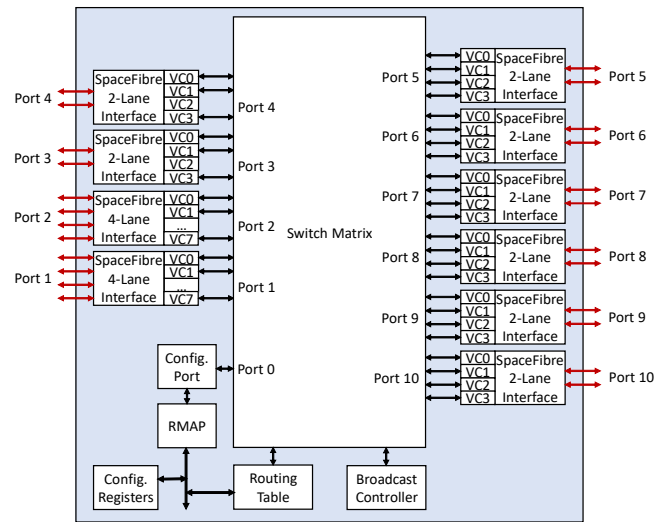 Port 4
SpaceFibre
2-Lane
Interface
VC0
VC1
VC2
VC3
Port 4
Port 3
SpaceFibre
2-Lane
Interface
VC0
VC1
VC2
VC3
Port 3
Port 2
SpaceFibre
4-Lane
Interface
VC0
VC1
...
VC7
Port 2
Port 1
SpaceFibre
4-Lane
Interface
VC0
VC1
...
VC7
Port 1
Config.
Port
Port 0
RMAP
Config.
Registers
Routing
Table
Broadcast
Controller
Switch Matrix
Port 5
VC0
VC1
VC2
VC3
SpaceFibre
2-Lane
Interface
Port 5
Port 6
VC0
VC1
VC2
VC3
SpaceFibre
2-Lane
Interface
Port 6
Port 7
VC0
VC1
VC2
VC3
SpaceFibre
2-Lane
Interface
Port 7
Port 8
VC0
VC1
VC2
VC3
SpaceFibre
2-Lane
Interface
Port 8
Port 9
VC0
VC1
VC2
VC3
SpaceFibre
2-Lane
Interface
Port 9
Port 10
VC0
VC1
VC2
VC3
SpaceFibre
2-Lane
Interface
Port 10